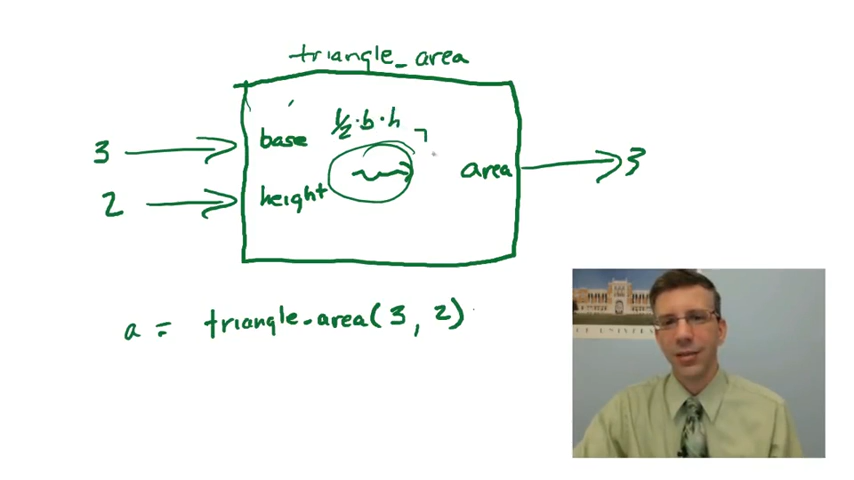 triangle_area
3
base
½·b·h
2
height
area
3
a = triangle_area(3, 2)